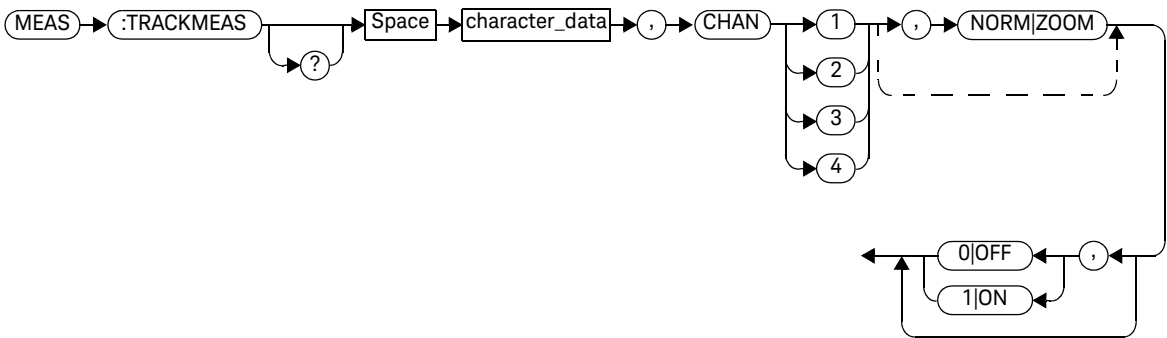 MEAS :TRACKMEAS Space character_data , CHAN 1 , NORM|ZOOM
?
2
3
4
0|OFF ,
1|ON